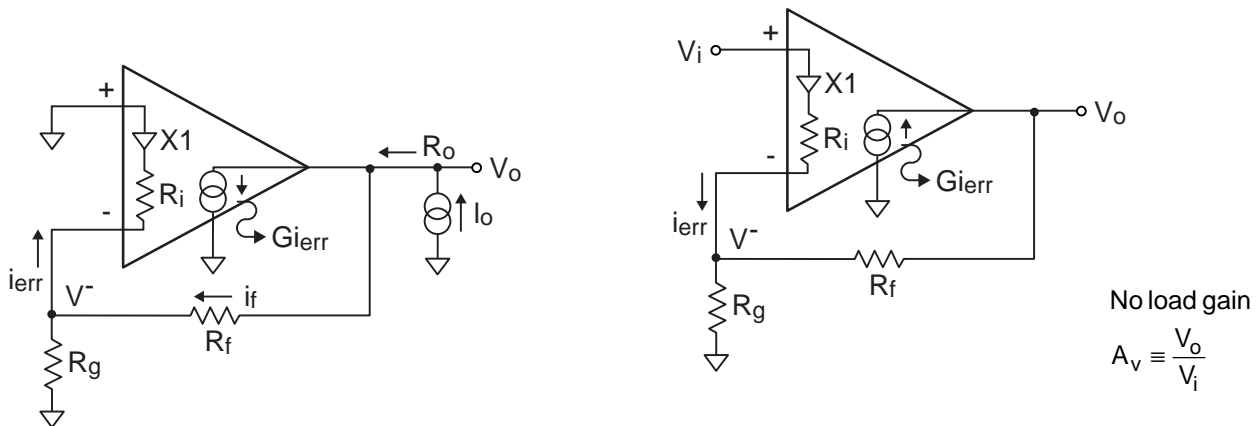 +
X1
Ri
-
ierr
V-
Gierr
if
Rf
Rg
Ro
Vo
Io
Vi
+
X1
Ri
-
ierr
V-
Gierr
Rf
Rg
Vo
No load gain
Av ≡ Vo/Vi